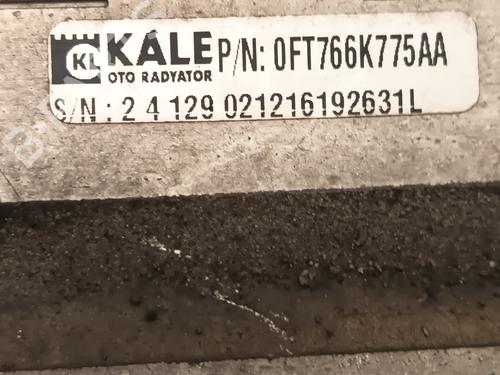 KL KALE P/N: 0FT766K775AA
OTO RADYATOR
S/N : 2 4 129 021216192631L